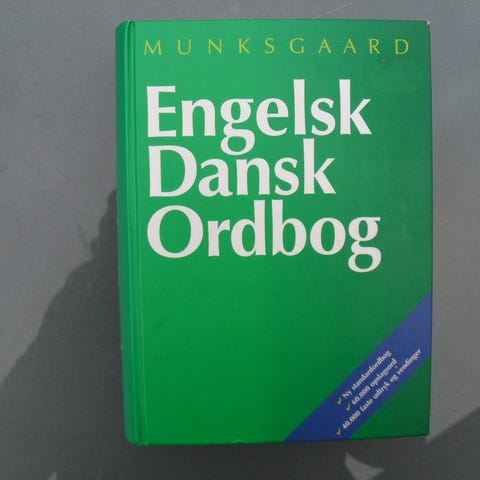 MUNKSGAARD
Engelsk
Dansk
Ordbog
✓ Ny standardordbog
✓ 60.000 opslagsord
✓ 40.000 faste udtryk og vendinger